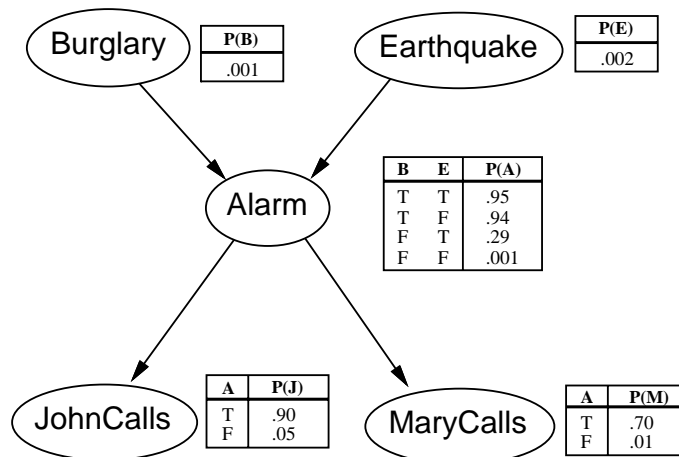 Burglary
P(B)
.001
Earthquake
P(E)
.002
Alarm
B E P(A)
T T .95
T F .94
F T .29
F F .001
JohnCalls
A P(J)
T .90
F .05
MaryCalls
A P(M)
T .70
F .01